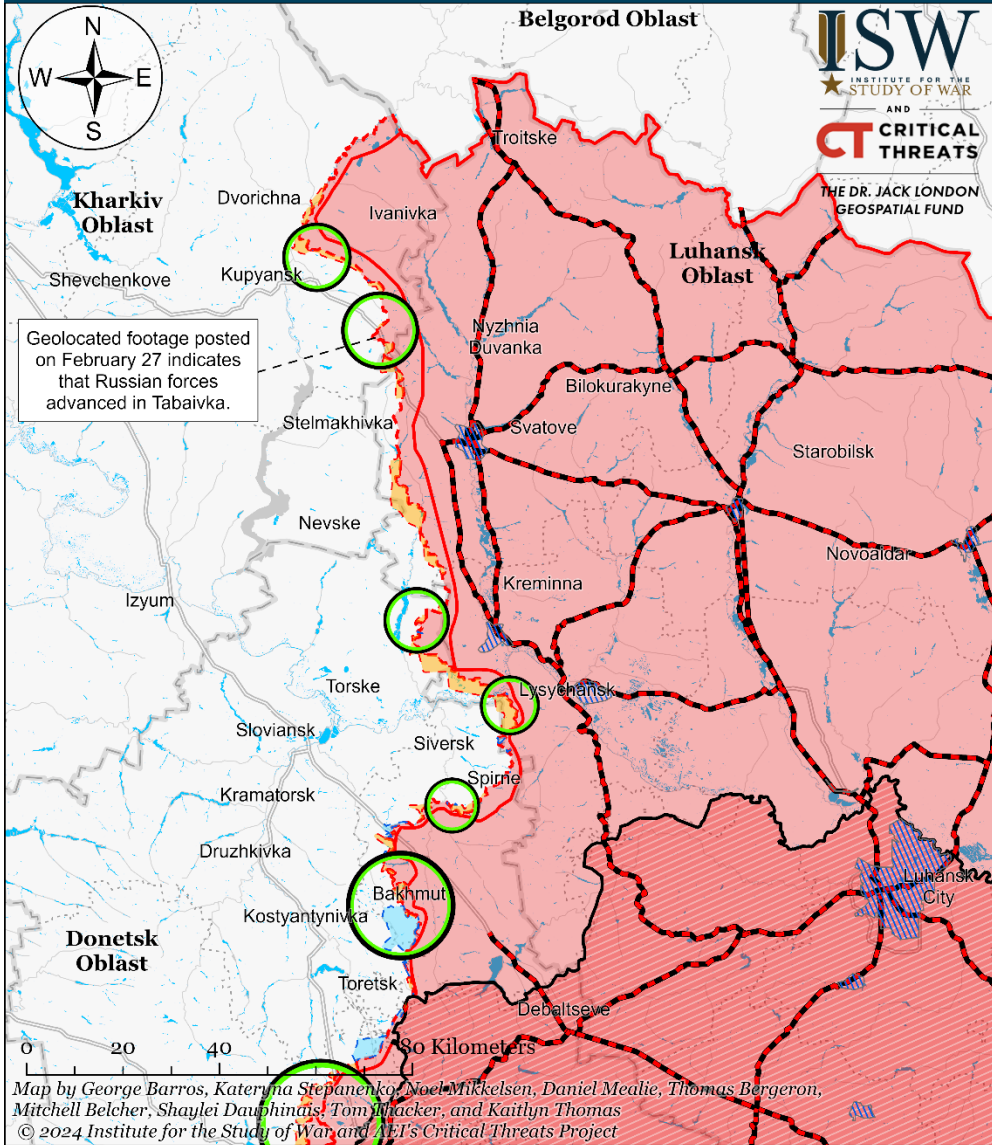 Belgorod Oblast
N
W
E
S
ISW
INSTITUTE FOR THE
STUDY OF WAR
AND
CT CRITICAL
THREATS
THE DR. JACK LONDON
GEOSPATIAL FUND
Troitske
Dvorichna
Kharkiv
Oblast
Ivanivka
Luhansk
Oblast
Shevchenkove
Kupyansk
Geolocated footage posted
on February 27 indicates
that Russian forces
advanced in Tabaivka.
Nyzhnia
Duvanka
Bilokurakyne
Stelmakhivka
Svatove
Starobilsk
Nevske
Novoaidar
Kreminna
Izyum
Torske
Lysychansk
Sloviansk
Siversk
Spirne
Kramatorsk
Druzhkivka
Bakhmut
Luhansk
City
Kostyantynivka
Donetsk
Oblast
Toretsk
Debaltseve
0 20 40 80 Kilometers
Map by George Barros, Kateryna Stepanenko, Noel Mikkelsen, Daniel Mealie, Thomas Bergeron,
Mitchell Belcher, Shaylei Dauphinais, Tom Thacker, and Kaitlyn Thomas
© 2024 Institute for the Study of War and AEI's Critical Threats Project